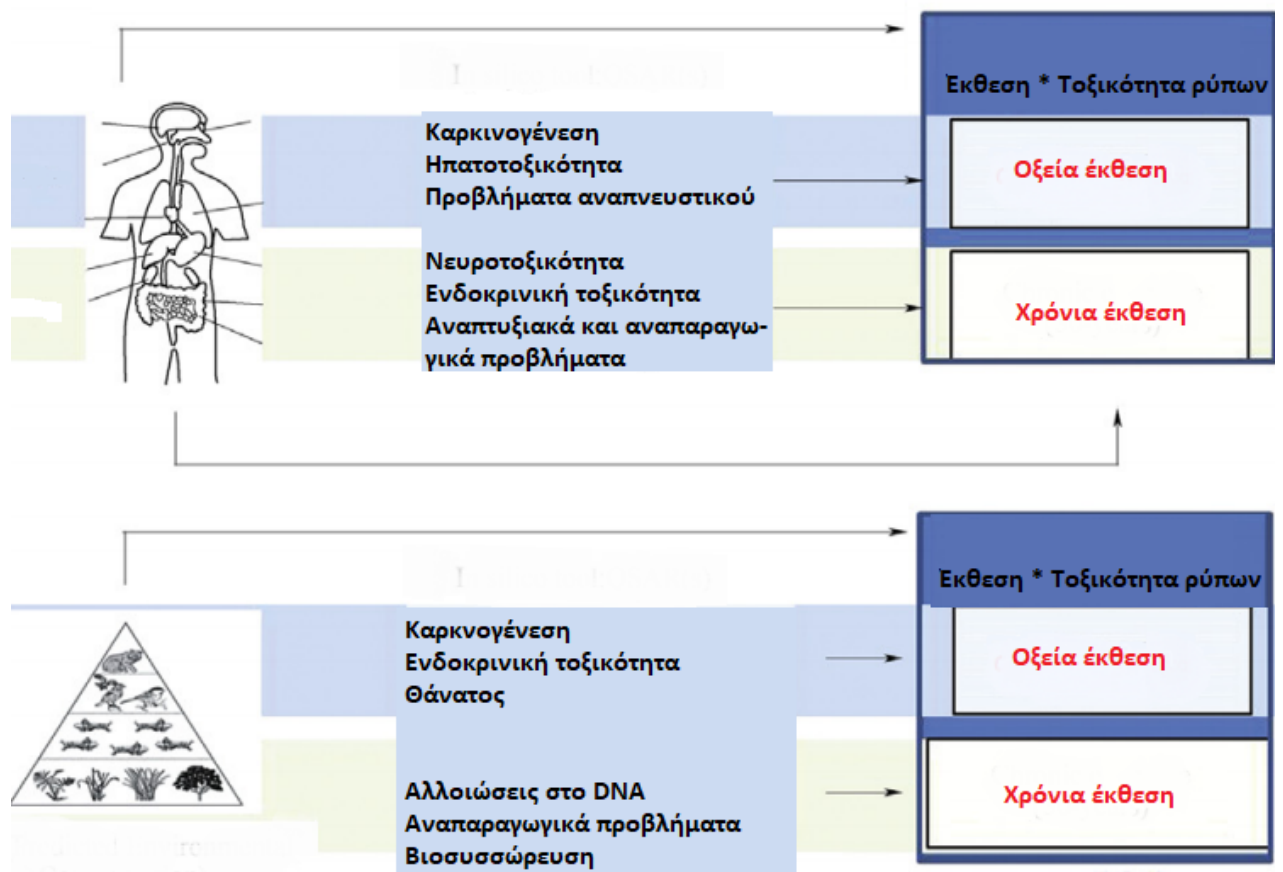 Έκθεση * Τοξικότητα ρύπων
Καρκινογένεση
Ηπατοτοξικότητα
Προβλήματα αναπνευστικού
Οξεία έκθεση
Νευροτοξικότητα
Ενδοκρινική τοξικότητα
Αναπτυξιακά και αναπαραγω-
γικά προβλήματα
Χρόνια έκθεση
Έκθεση * Τοξικότητα ρύπων
Καρκνογένεση
Ενδοκρινική τοξικότητα
Θάνατος
Οξεία έκθεση
Αλλοιώσεις στο DNA
Αναπαραγωγικά προβλήματα
Βιοσυσσώρευση
Χρόνια έκθεση